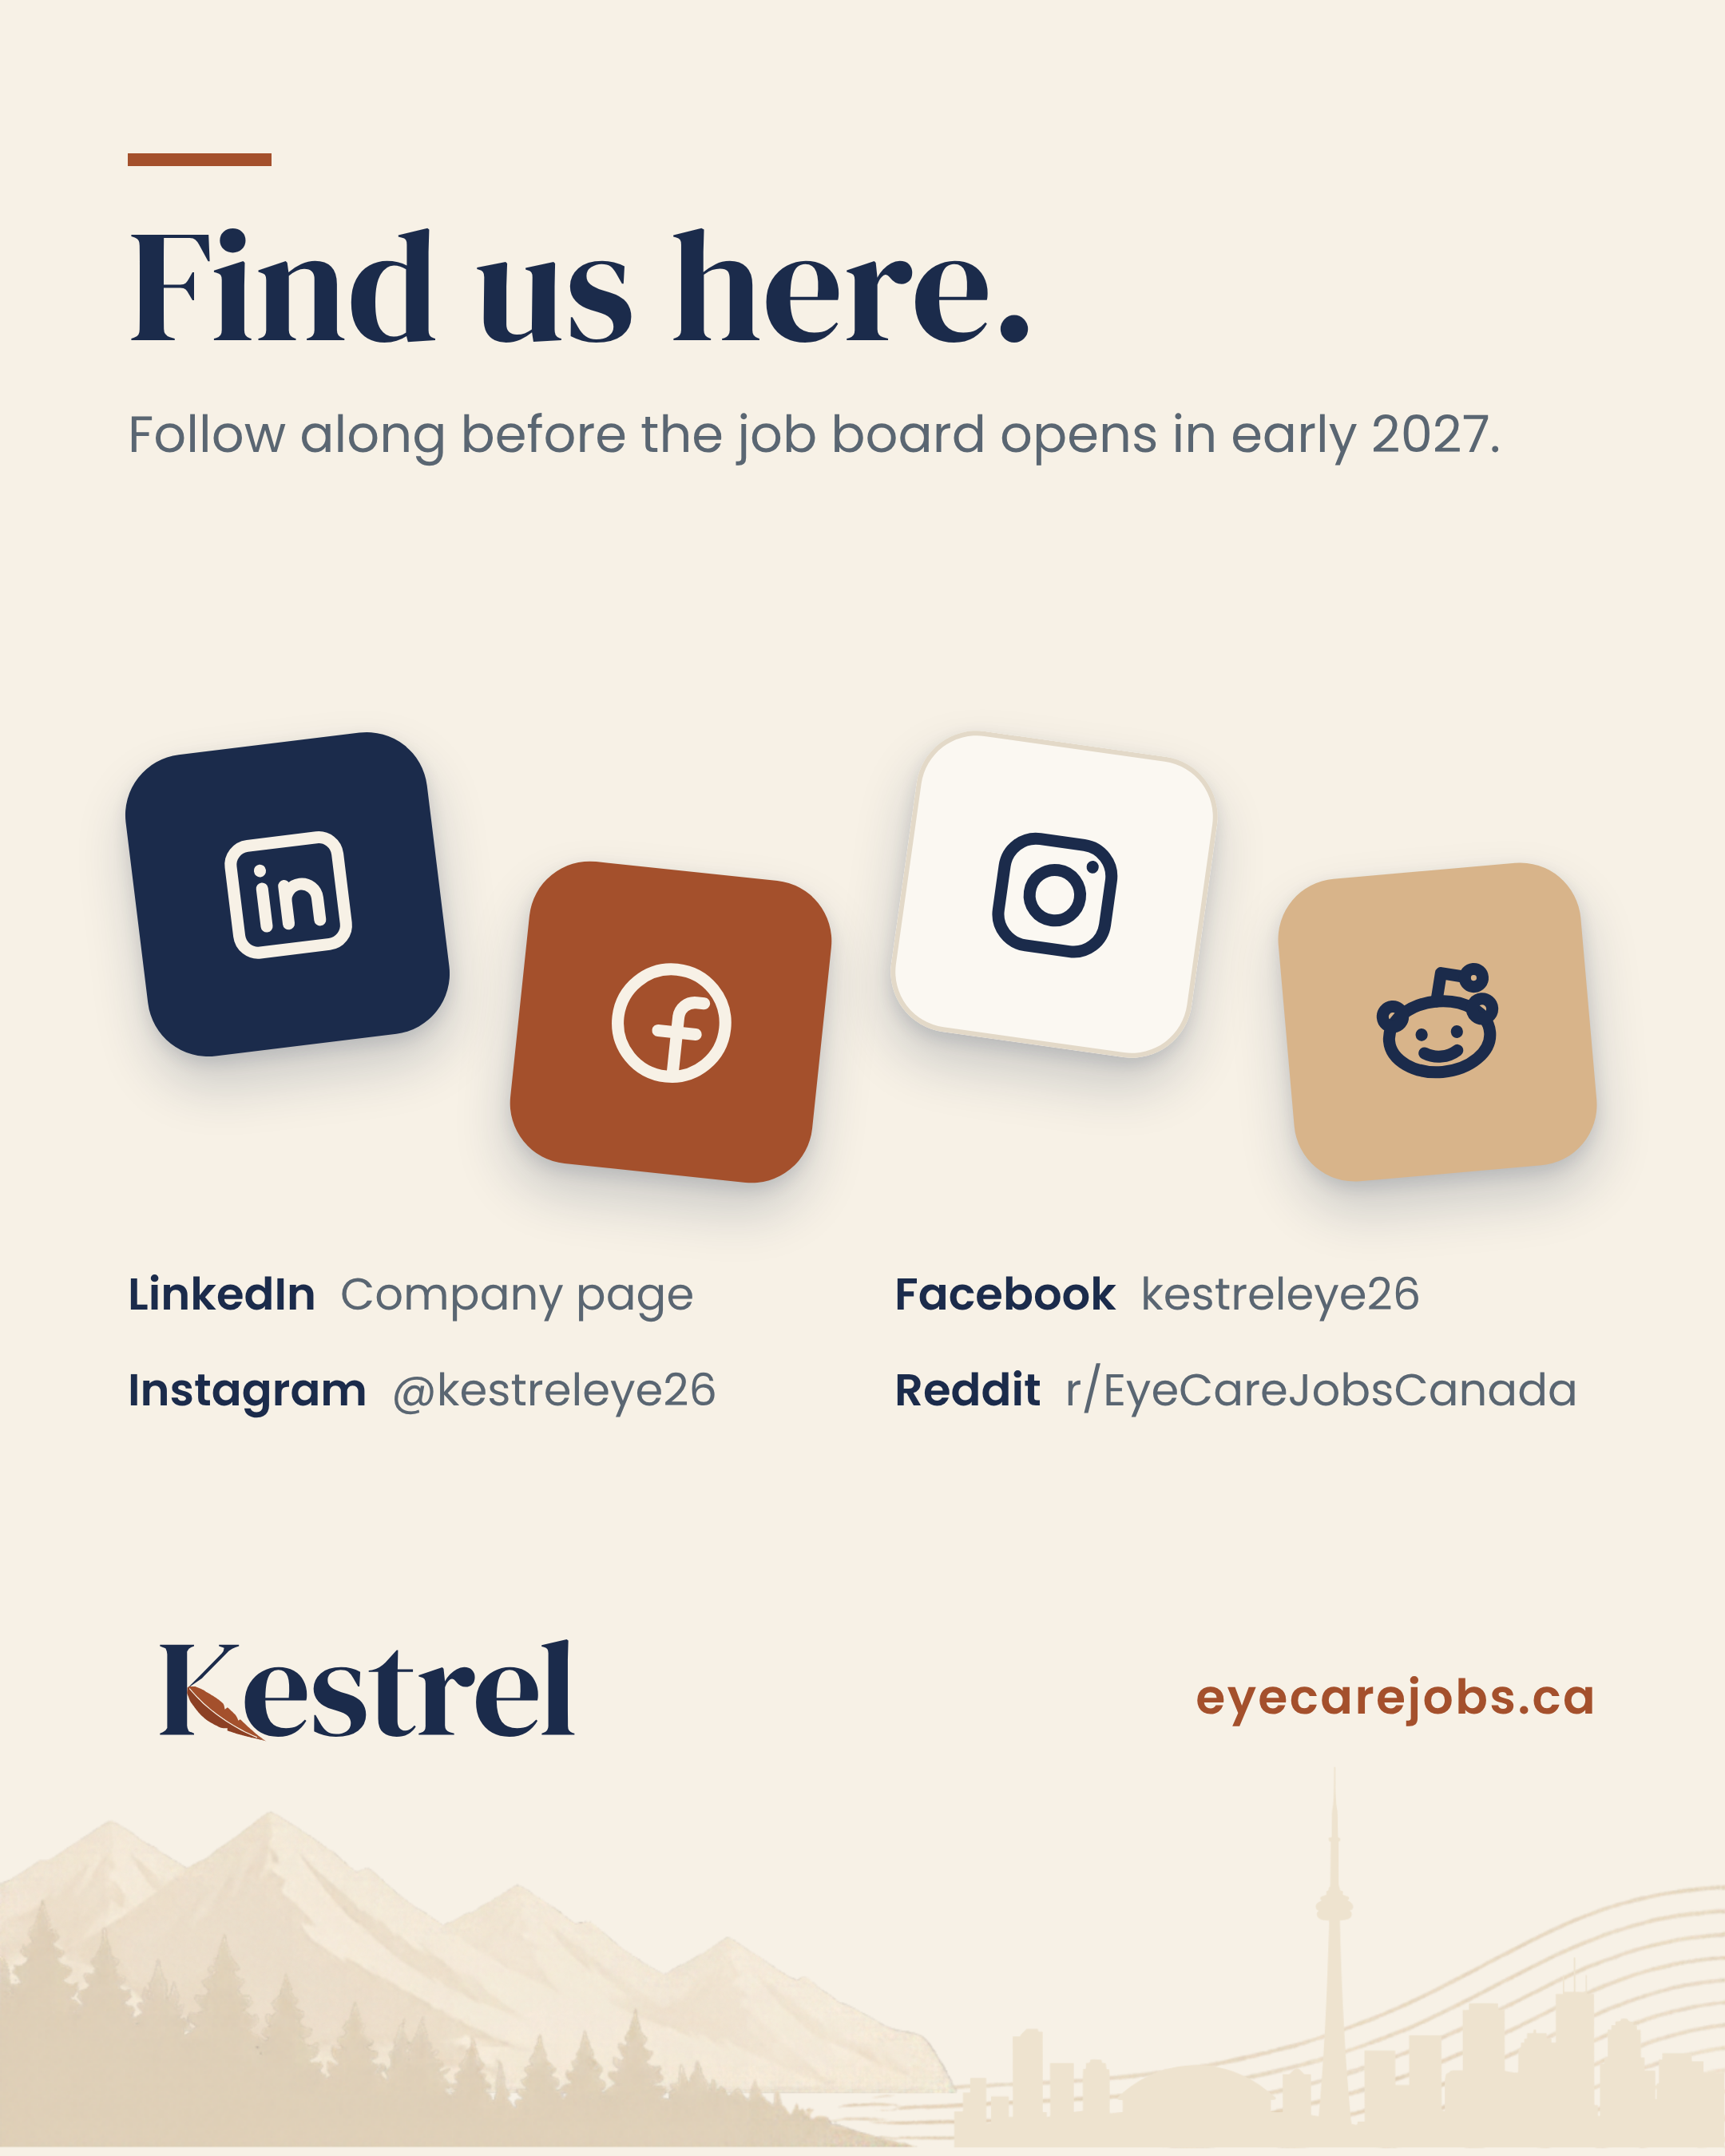 Find us here.
Follow along before the job board opens in early 2027.
in
f
LinkedIn Company page
Facebook kestreleye26
Instagram @kestreleye26
Reddit r/EyeCareJobsCanada
Kestrel
eyecarejobs.ca